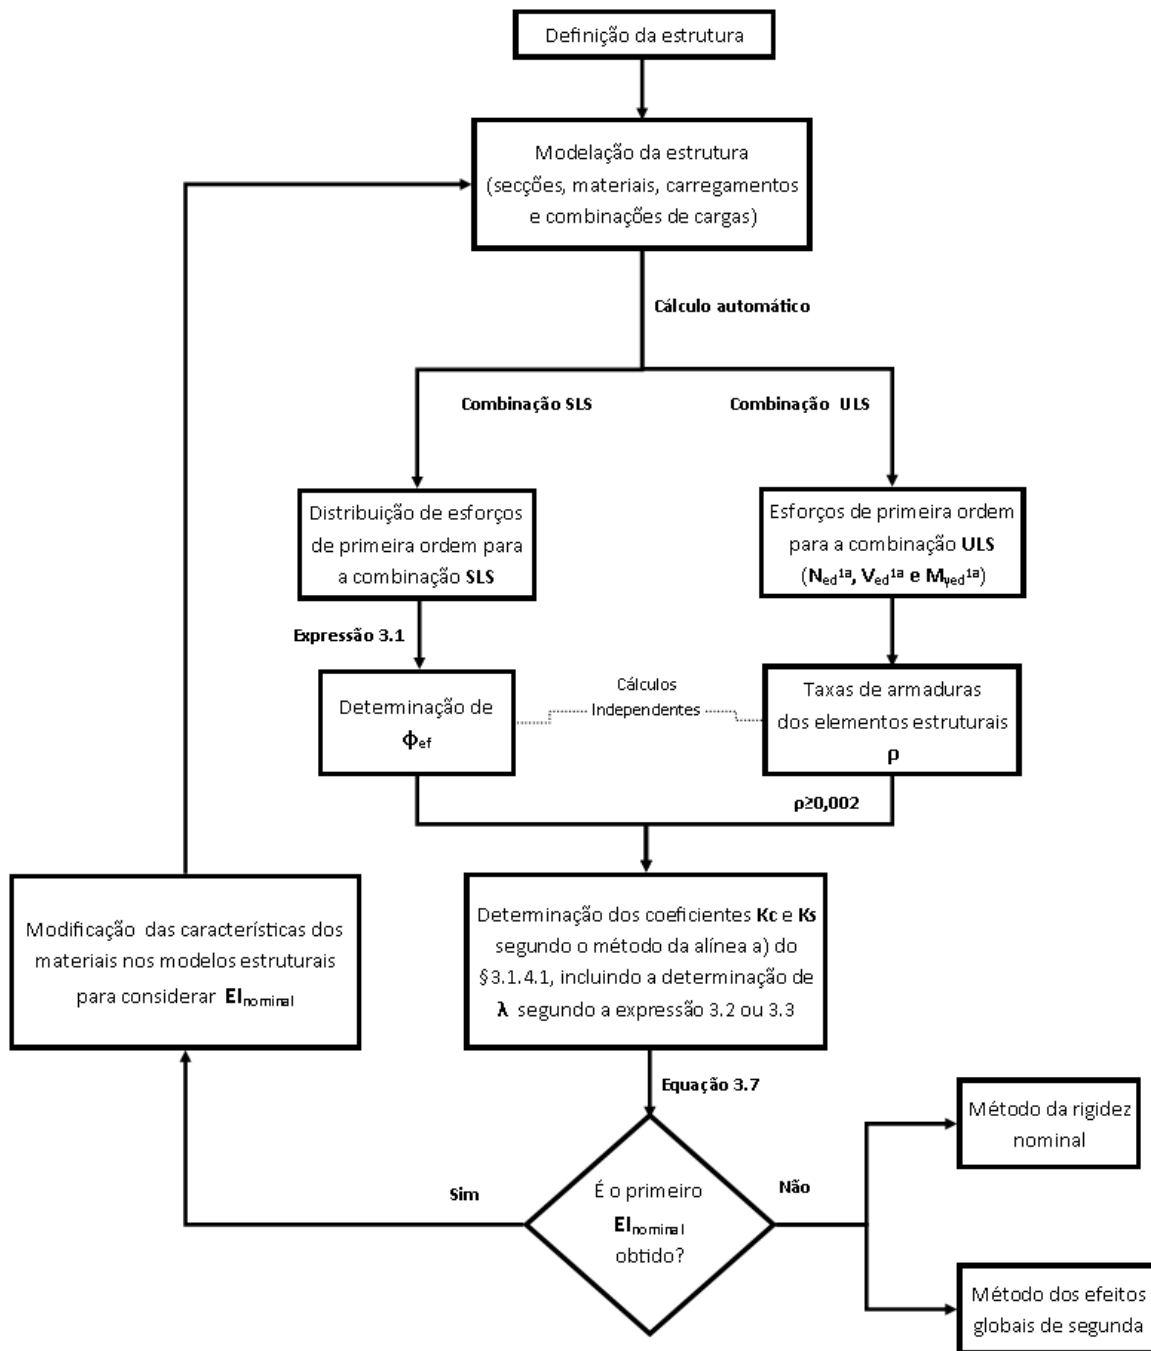 Definição da estrutura
Modelação da estrutura
(secções, materiais, carregamentos
e combinações de cargas)
Cálculo automático
Combinação SLS
Combinação ULS
Distribuição de esforços
de primeira ordem para
a combinação SLS
Esforços de primeira ordem
para a combinação ULS
(Ned¹ª, Ved¹ª e Myed¹ª)
Expressão 3.1
Determinação de
ϕef
Cálculos
Independentes
Taxas de armaduras
dos elementos estruturais
ρ
ρ≥0,002
Modificação das características dos
materiais nos modelos estruturais
para considerar EInominal
Determinação dos coeficientes Kc e Ks
segundo o método da alínea a) do
§3.1.4.1, incluindo a determinação de
λ segundo a expressão 3.2 ou 3.3
Equação 3.7
É o primeiro
EInominal
obtido?
Sim
Não
Método da rigidez
nominal
Método dos efeitos
globais de segunda